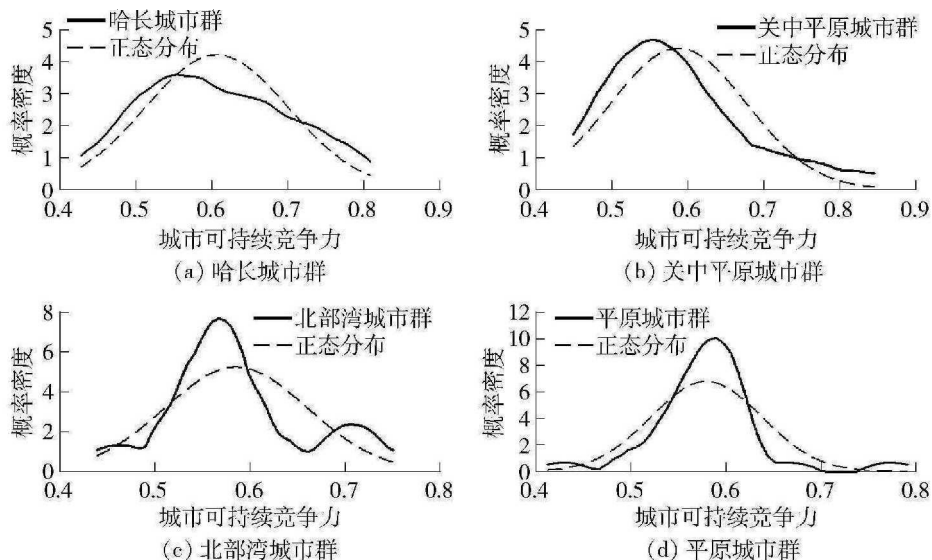 哈长城市群
正态分布
概率密度
5
4
3
2
1
0
0.4
0.5
0.6
0.7
0.8
0.9
城市可持续竞争力
(a)哈长城市群
关中平原城市群
正态分布
概率密度
5
4
3
2
1
0
0.4
0.5
0.6
0.7
0.8
0.9
城市可持续竞争力
(b)关中平原城市群
北部湾城市群
正态分布
概率密度
8
6
4
2
0
0.4
0.5
0.6
0.7
0.8
城市可持续竞争力
(c)北部湾城市群
平原城市群
正态分布
概率密度
12
10
8
6
4
2
0
0.4
0.5
0.6
0.7
0.8
城市可持续竞争力
(d)平原城市群